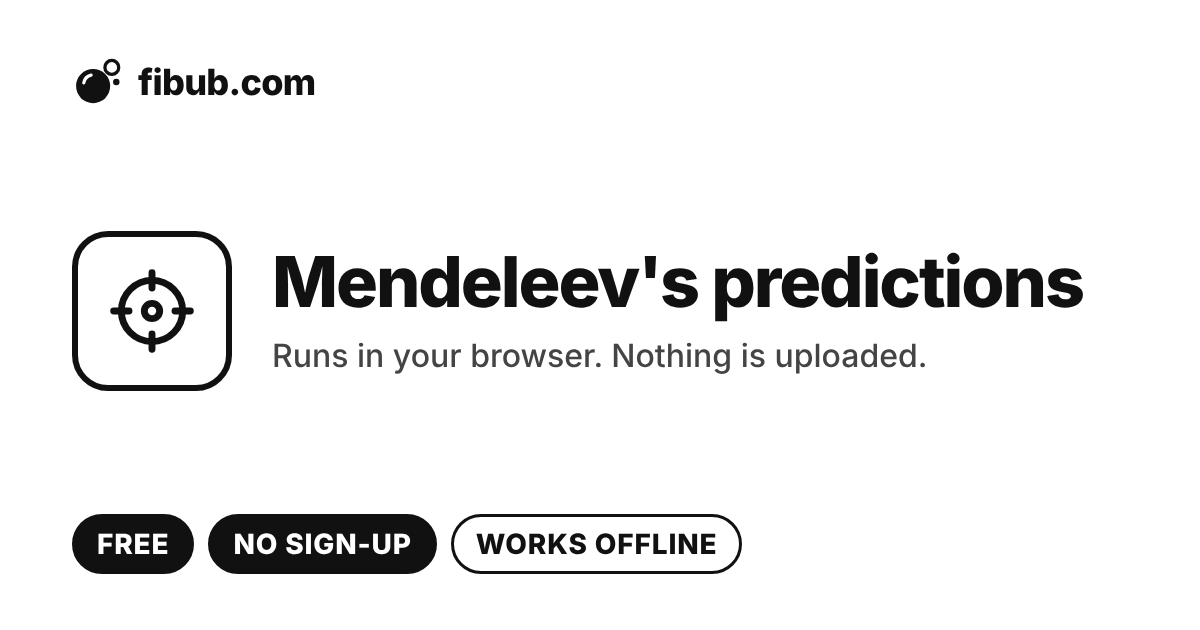 fibub.com
Mendeleev's predictions
Runs in your browser. Nothing is uploaded.
FREE
NO SIGN-UP
WORKS OFFLINE